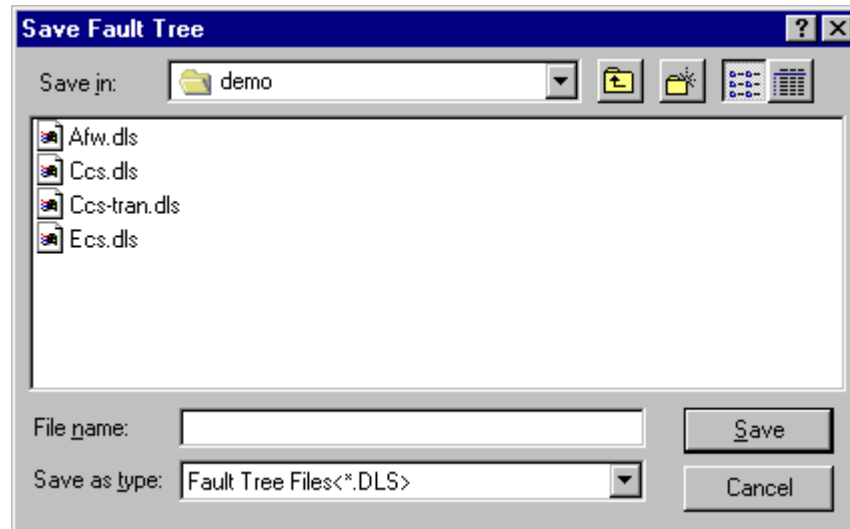 Save Fault Tree
Save in: demo
Afw.dls
Ccs.dls
Ccs-tran.dls
Ecs.dls
File name: Save
Save as type: Fault Tree Files<*.DLS> Cancel